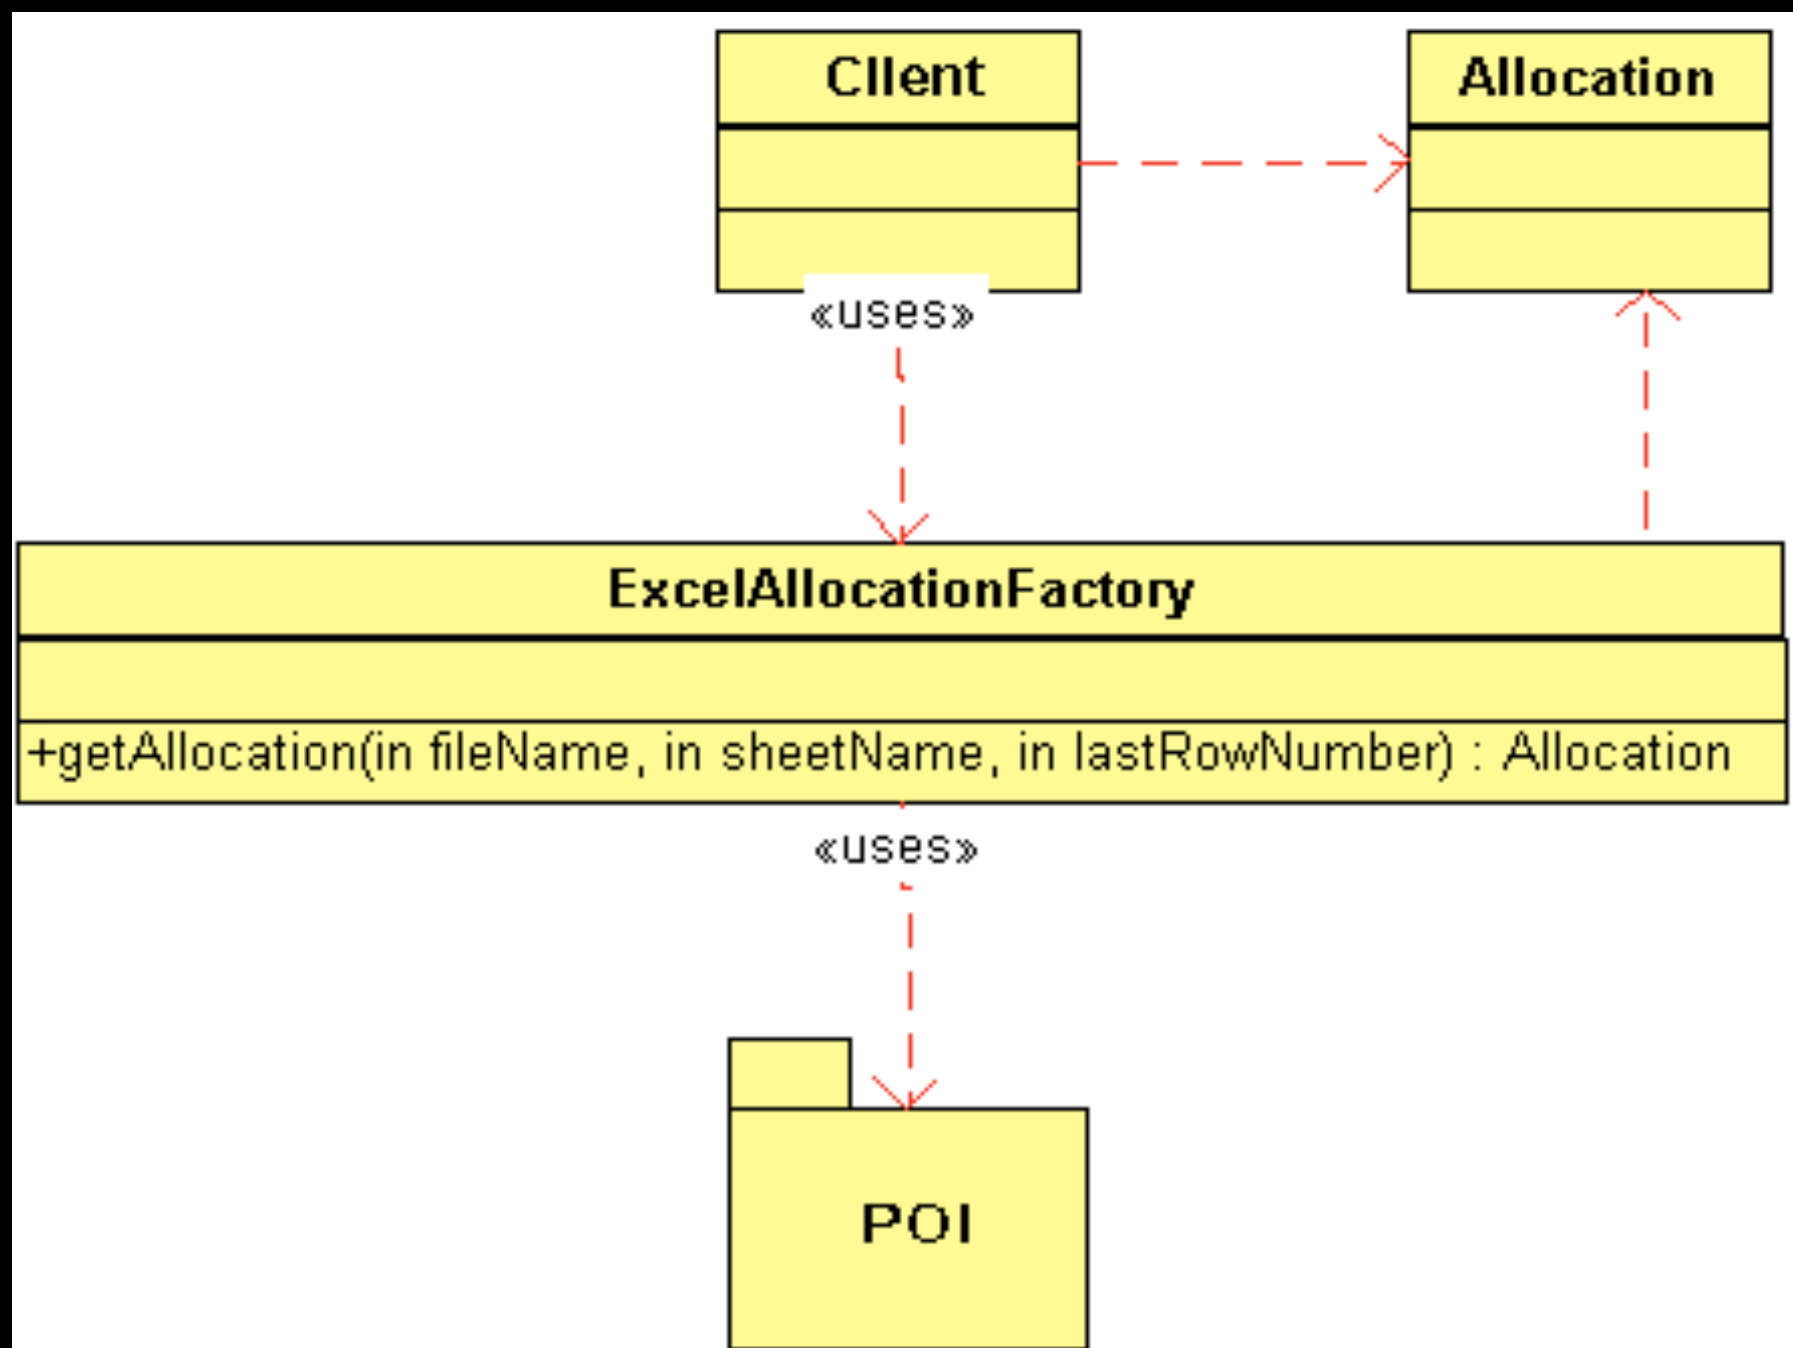 Client
Allocation
«uses»
ExcelAllocationFactory
+getAllocation(in fileName, in sheetName, in lastRowNumber) : Allocation
«uses»
POI